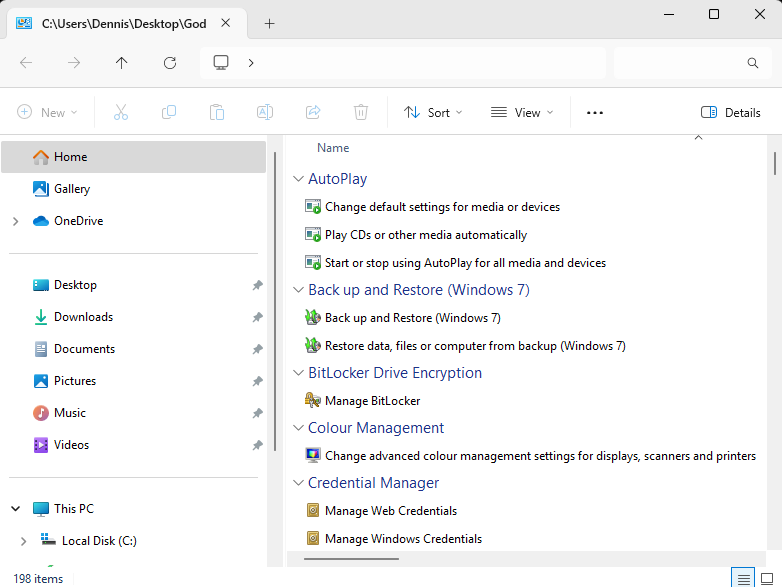 C:\Users\Dennis\Desktop\God
New
Sort
View
Details
Home
Gallery
OneDrive
Desktop
Downloads
Documents
Pictures
Music
Videos
This PC
Local Disk (C:)
Name
AutoPlay
Change default settings for media or devices
Play CDs or other media automatically
Start or stop using AutoPlay for all media and devices
Back up and Restore (Windows 7)
Back up and Restore (Windows 7)
Restore data, files or computer from backup (Windows 7)
BitLocker Drive Encryption
Manage BitLocker
Colour Management
Change advanced colour management settings for displays, scanners and printers
Credential Manager
Manage Web Credentials
Manage Windows Credentials
198 items